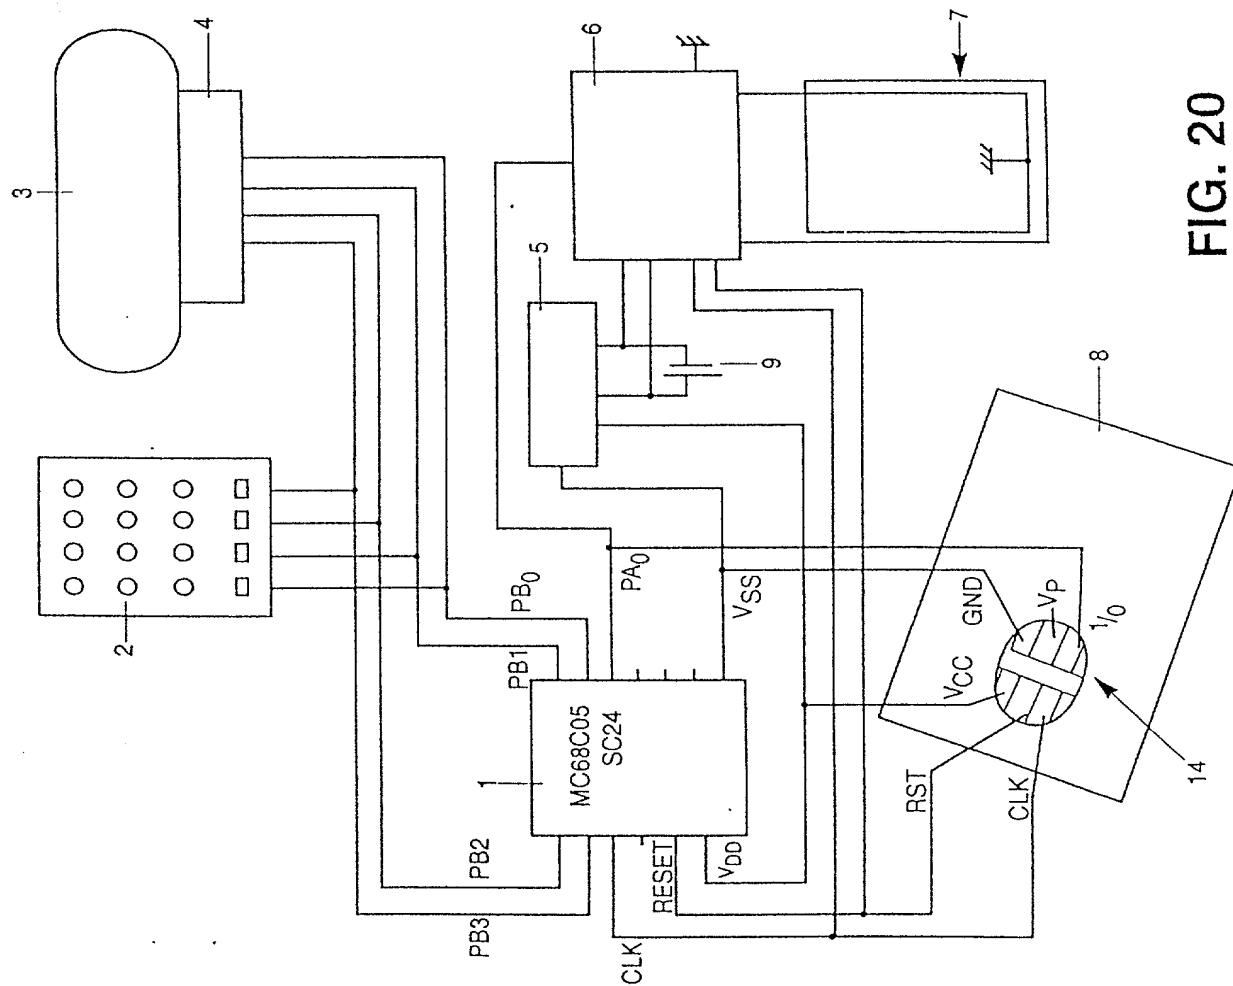 3
4
2
PB0
PB1
PB2
PB3
1
MC68C05
SC24
CLK
RESET
VDD
PA0
VSS
5
6
7
9
8
VCC
GND
VP
I/O
RST
CLK
14
FIG. 20